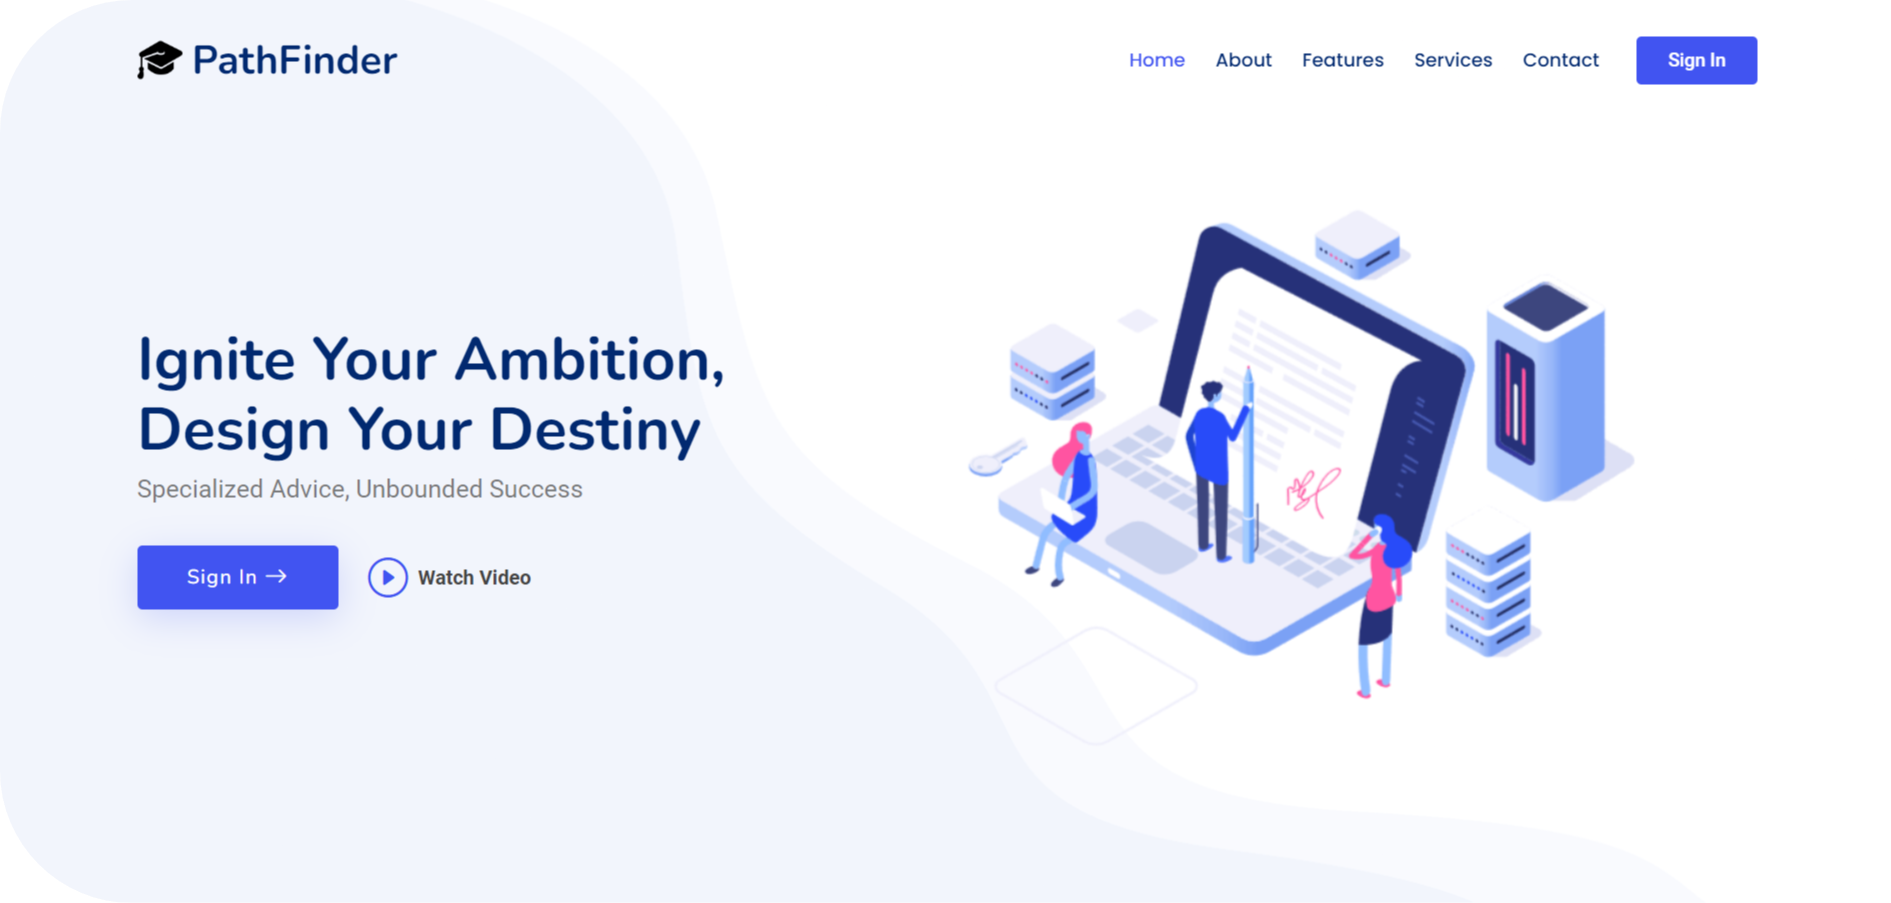 PathFinder
Home About Features Services Contact Sign In
Ignite Your Ambition,
Design Your Destiny
Specialized Advice, Unbounded Success
Sign In →
Watch Video